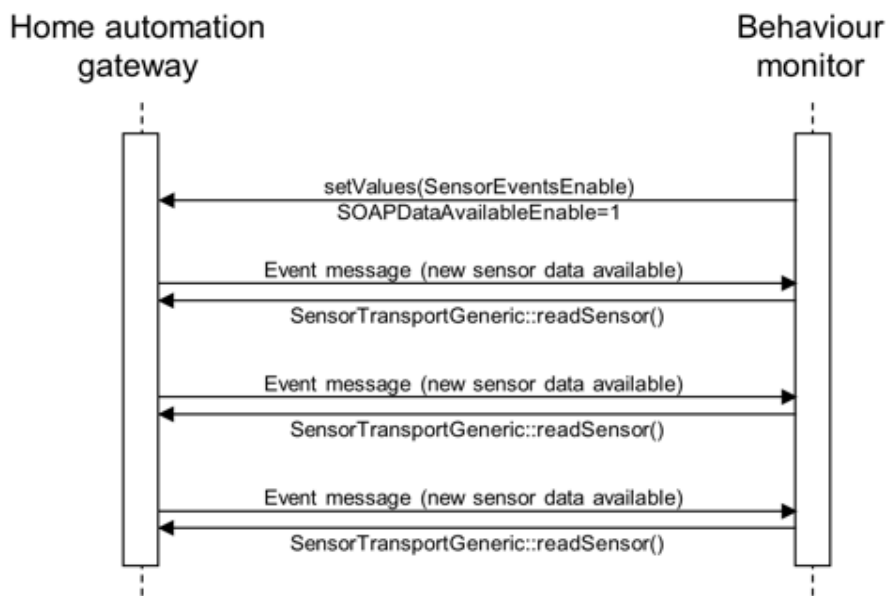 Home automation
gateway
Behaviour
monitor
setValues(SensorEventsEnable)
SOAPDataAvailableEnable=1
Event message (new sensor data available)
SensorTransportGeneric::readSensor()
Event message (new sensor data available)
SensorTransportGeneric::readSensor()
Event message (new sensor data available)
SensorTransportGeneric::readSensor()